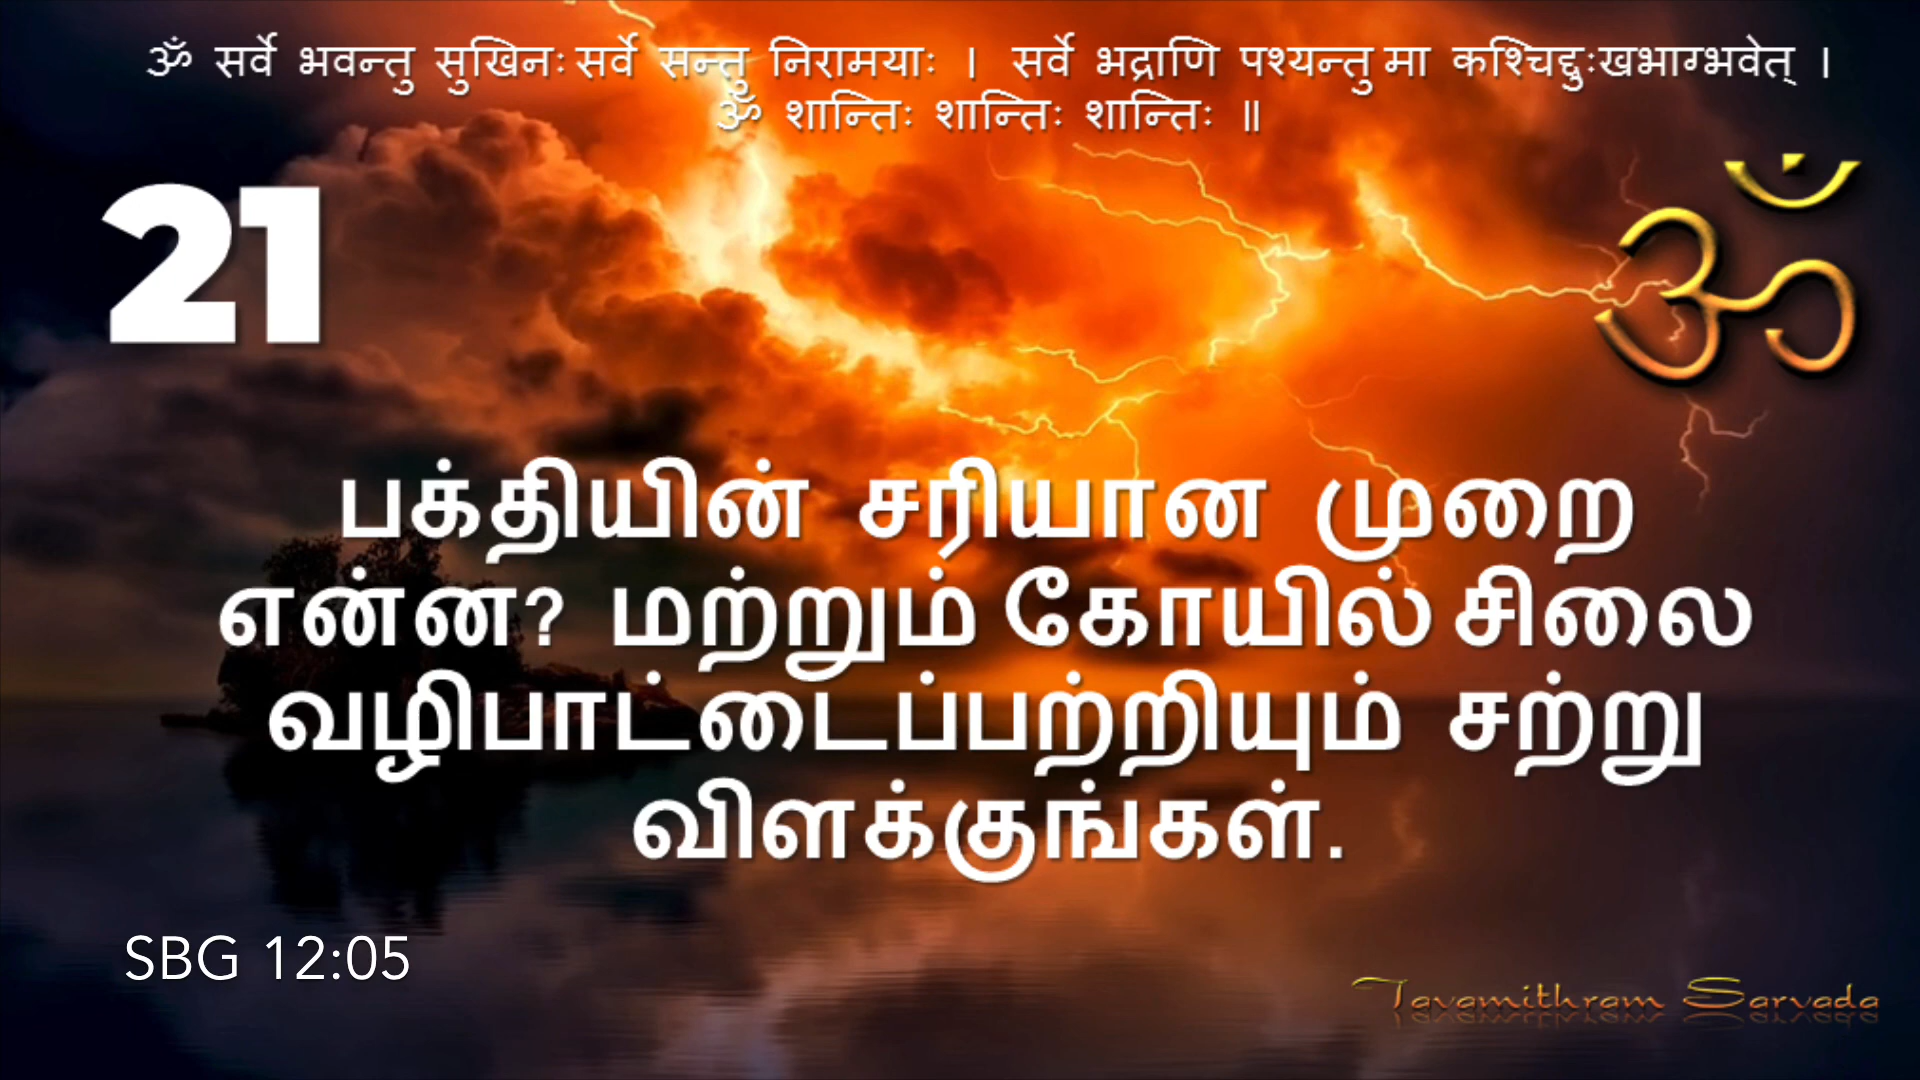 ॐ सर्वे भवन्तु सुखिनः सर्वे सन्तु निरामयाः । सर्वे भद्राणि पश्यन्तु मा कश्चिद्दुःखभाग्भवेत् ।
ॐ शान्तिः शान्तिः शान्तिः ॥
21
ॐ
பக்தியின் சரியான முறை
என்ன? மற்றும் கோயில் சிலை
வழிபாட்டைப்பற்றியும் சற்று
விளக்குங்கள்.
SBG 12:05
Tavamithram Sarvada